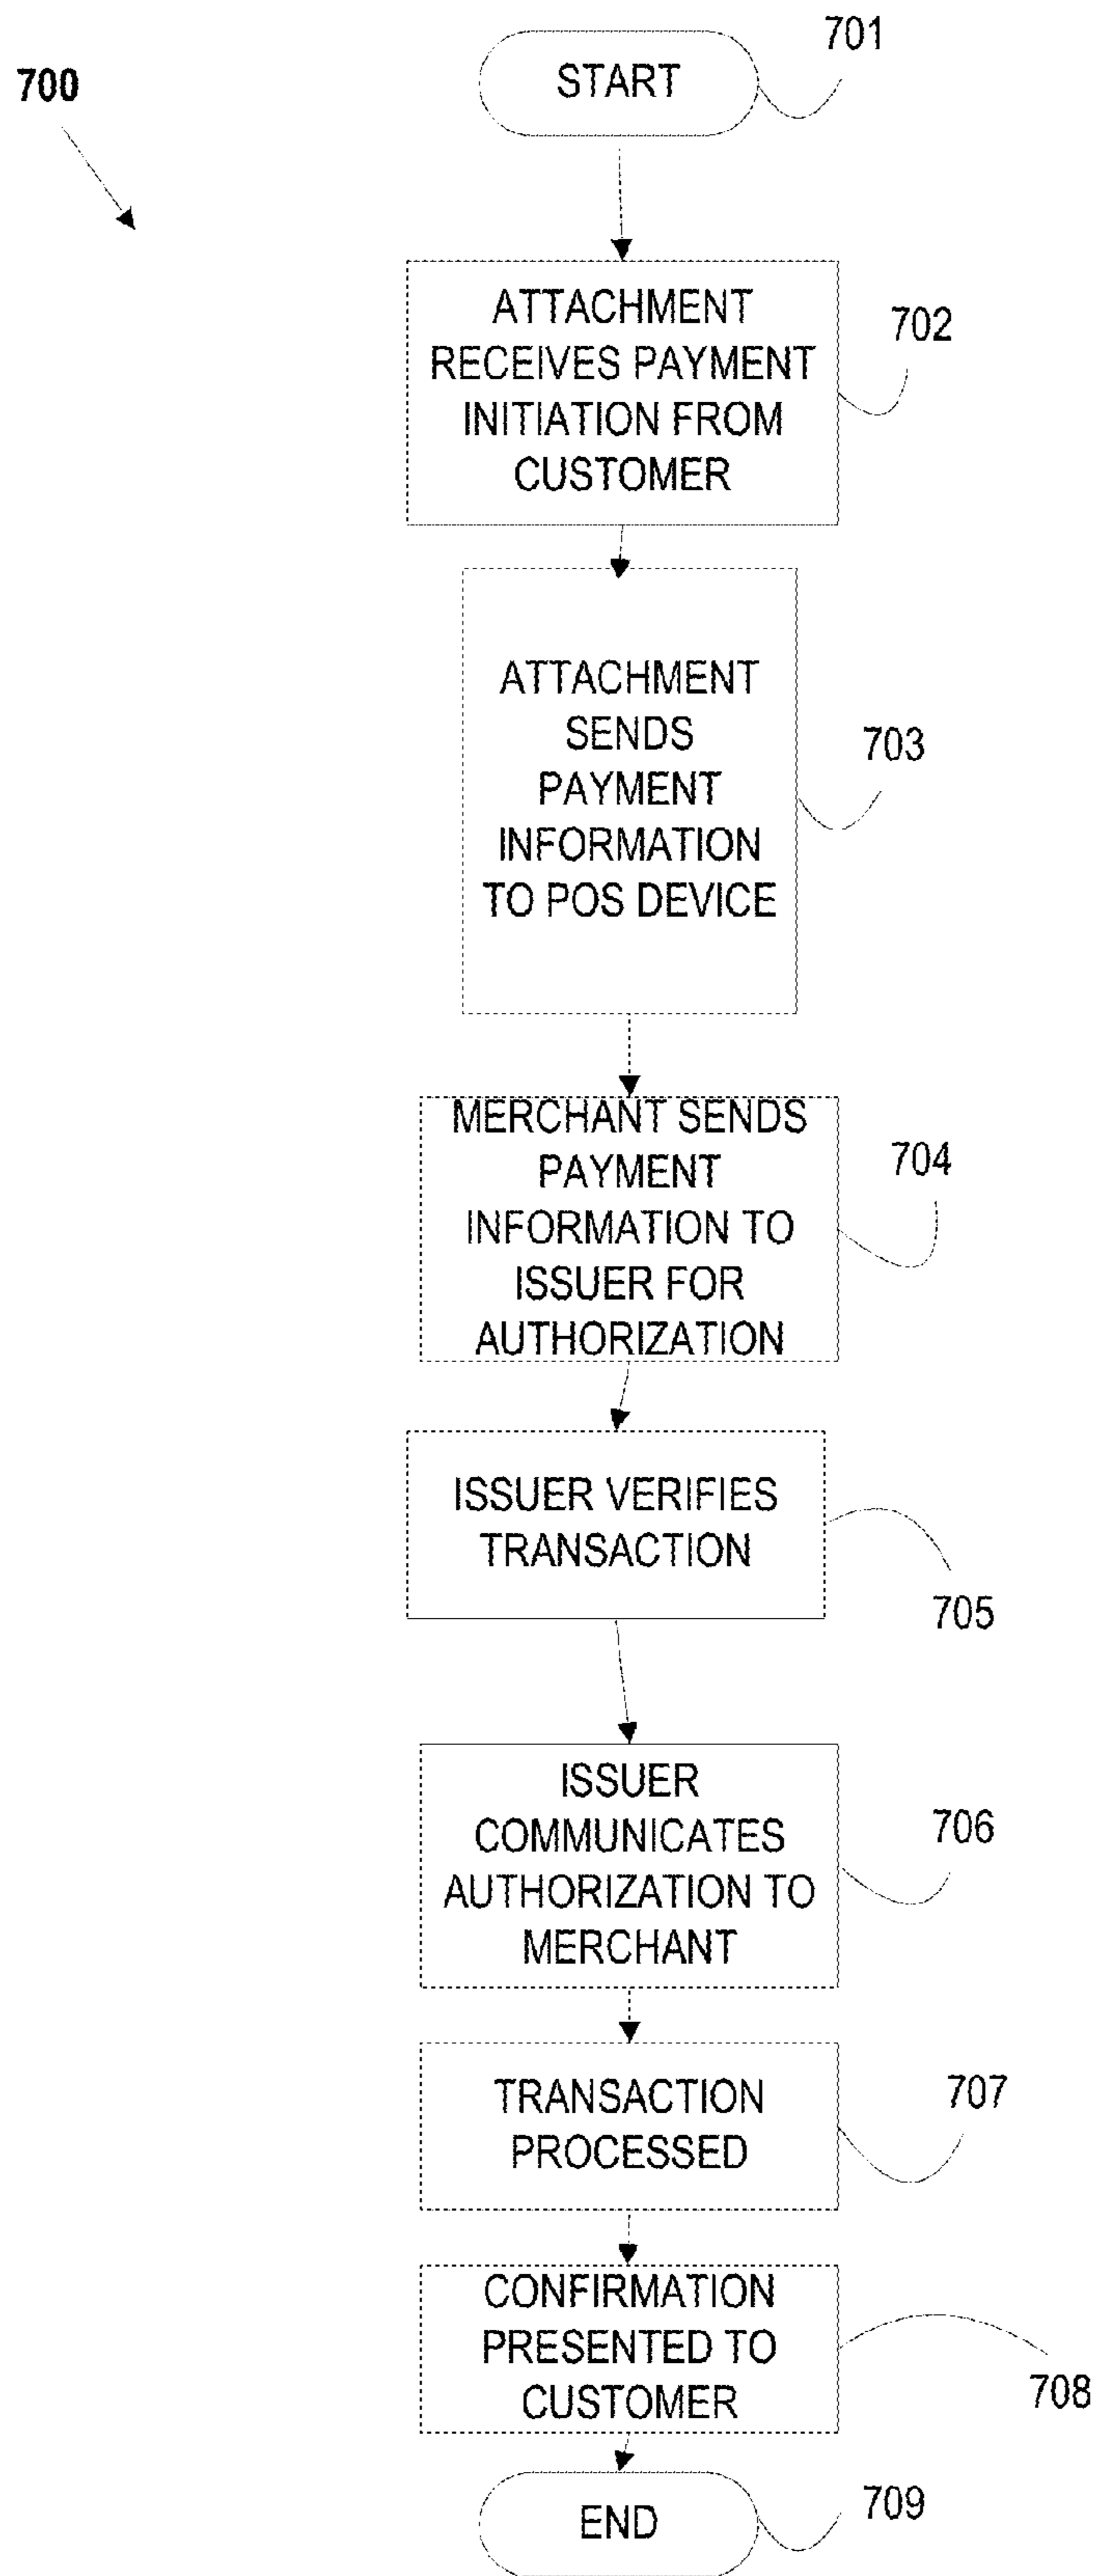 700
START
701
ATTACHMENT
RECEIVES PAYMENT
INITIATION FROM
CUSTOMER
702
ATTACHMENT
SENDS
PAYMENT
INFORMATION
TO POS DEVICE
703
MERCHANT SENDS
PAYMENT
INFORMATION TO
ISSUER FOR
AUTHORIZATION
704
ISSUER VERIFIES
TRANSACTION
705
ISSUER
COMMUNICATES
AUTHORIZATION TO
MERCHANT
706
TRANSACTION
PROCESSED
707
CONFIRMATION
PRESENTED TO
CUSTOMER
708
END
709